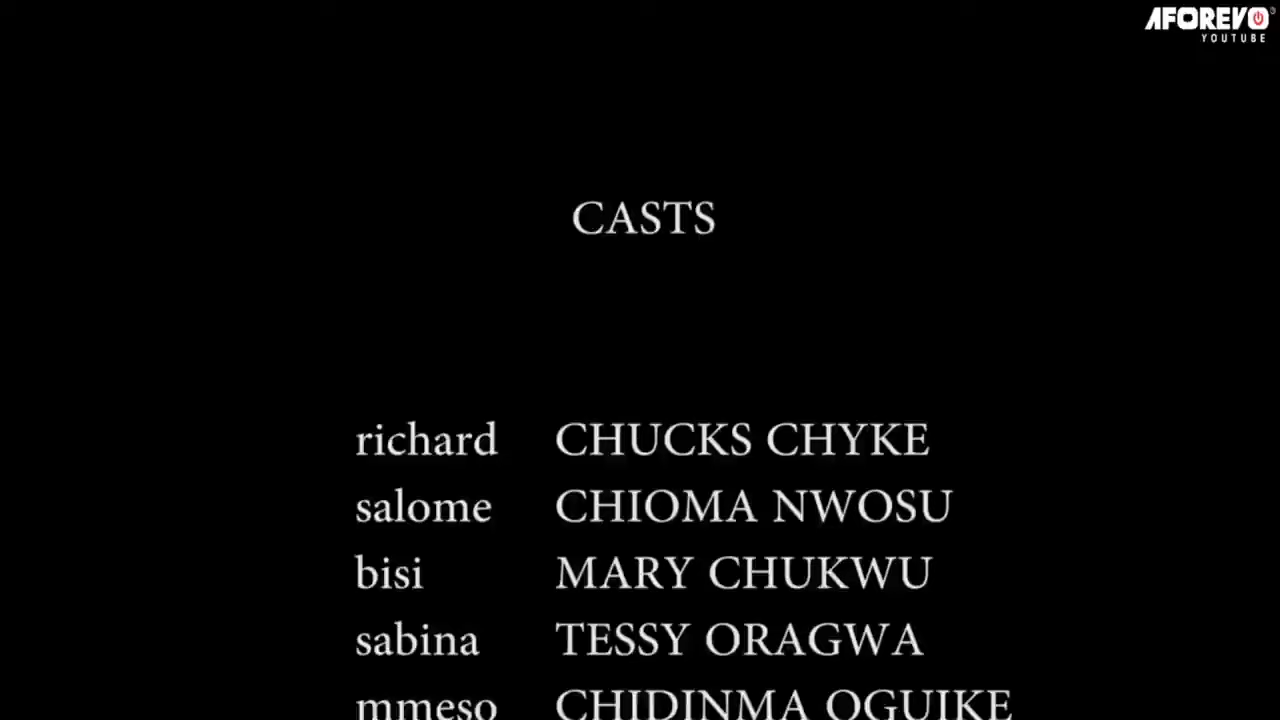 AFOREVO
YOUTUBE
CASTS
richard CHUCKS CHYKE
salome CHIOMA NWOSU
bisi MARY CHUKWU
sabina TESSY ORAGWA
mmeso CHIDINMA OGUIKE